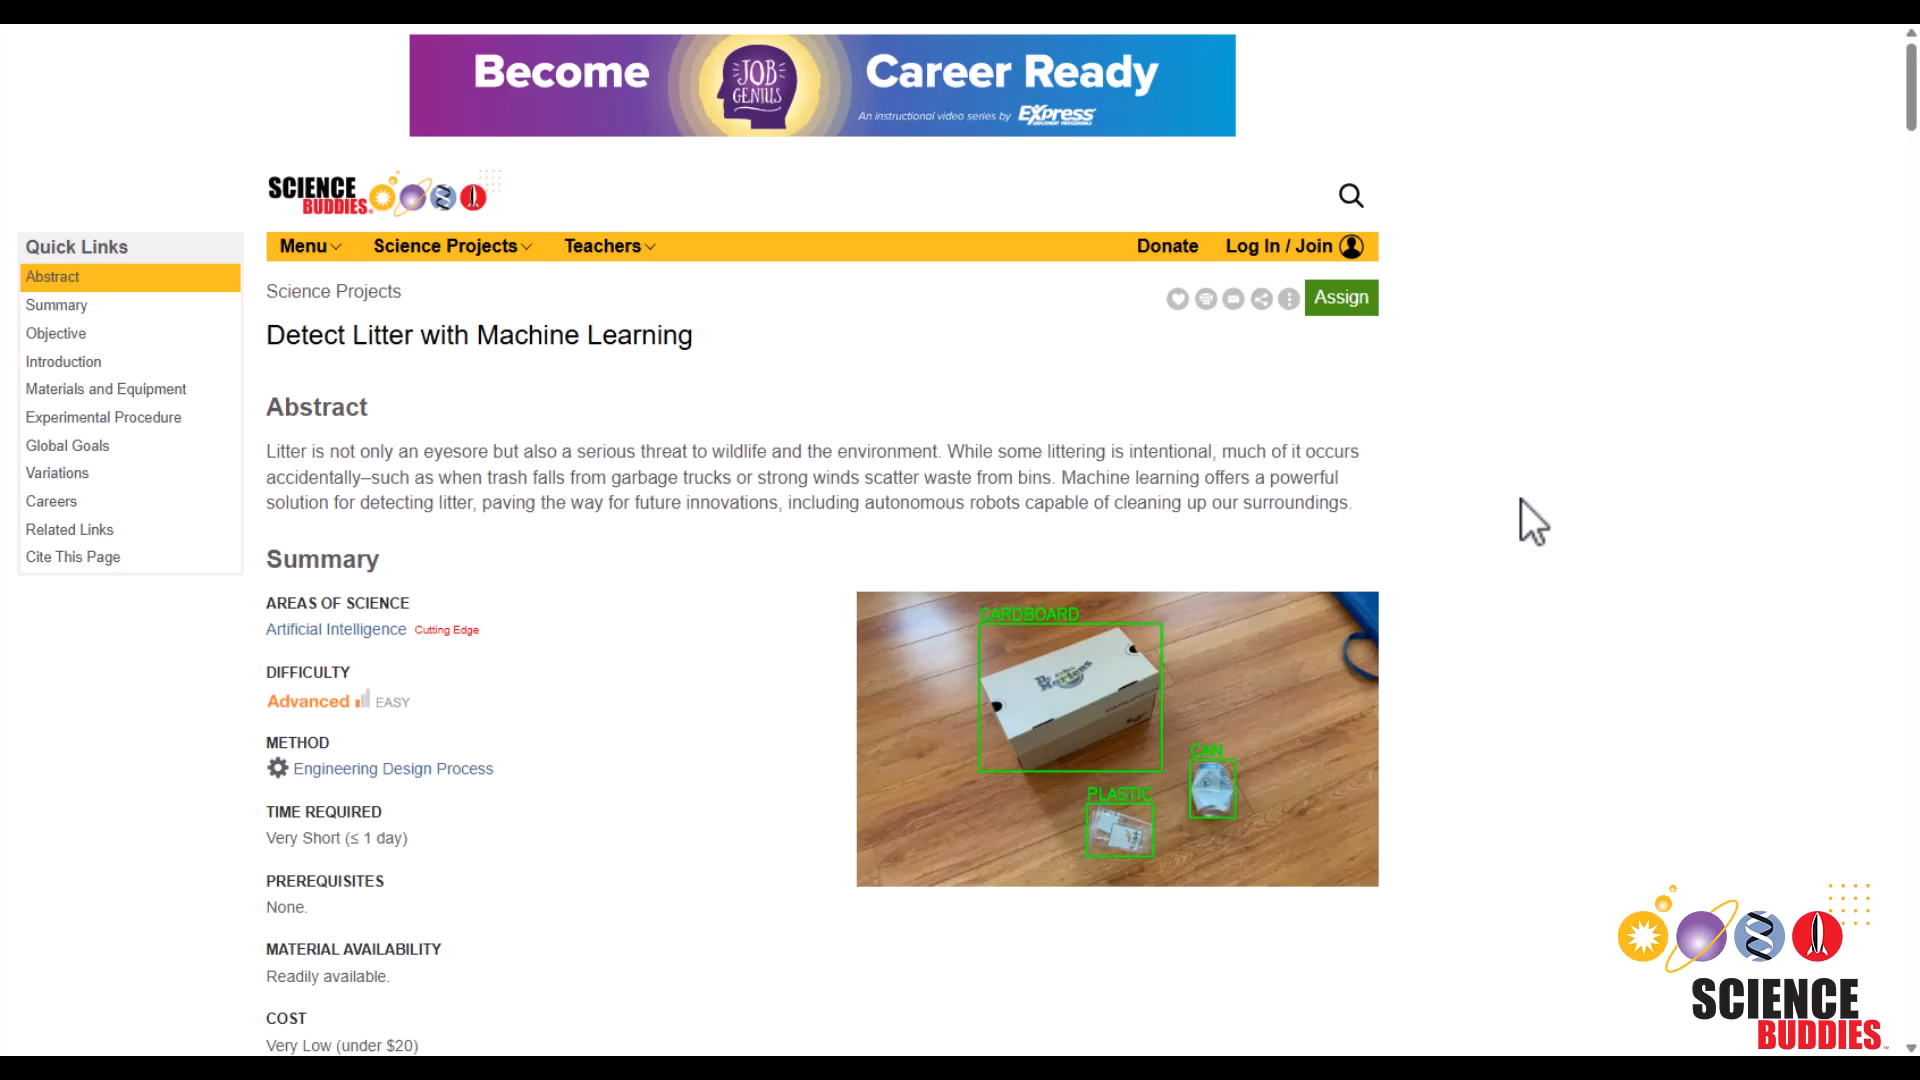 Become
JOB
GENIUS
Career Ready
An instructional video series by Express
EMPLOYMENT PROFESSIONALS
SCIENCE
BUDDIES
Quick Links
Abstract
Summary
Objective
Introduction
Materials and Equipment
Experimental Procedure
Global Goals
Variations
Careers
Related Links
Cite This Page
Menu Science Projects Teachers Donate Log In / Join
Science Projects
Assign
Detect Litter with Machine Learning
Abstract
Litter is not only an eyesore but also a serious threat to wildlife and the environment. While some littering is intentional, much of it occurs
accidentally–such as when trash falls from garbage trucks or strong winds scatter waste from bins. Machine learning offers a powerful
solution for detecting litter, paving the way for future innovations, including autonomous robots capable of cleaning up our surroundings.
Summary
AREAS OF SCIENCE
Artificial Intelligence Cutting Edge
DIFFICULTY
Advanced EASY
METHOD
Engineering Design Process
TIME REQUIRED
Very Short (≤ 1 day)
PREREQUISITES
None.
MATERIAL AVAILABILITY
Readily available.
COST
Very Low (under $20)
CARDBOARD
Dr. Martens
CAN
PLASTIC
SCIENCE
BUDDIES